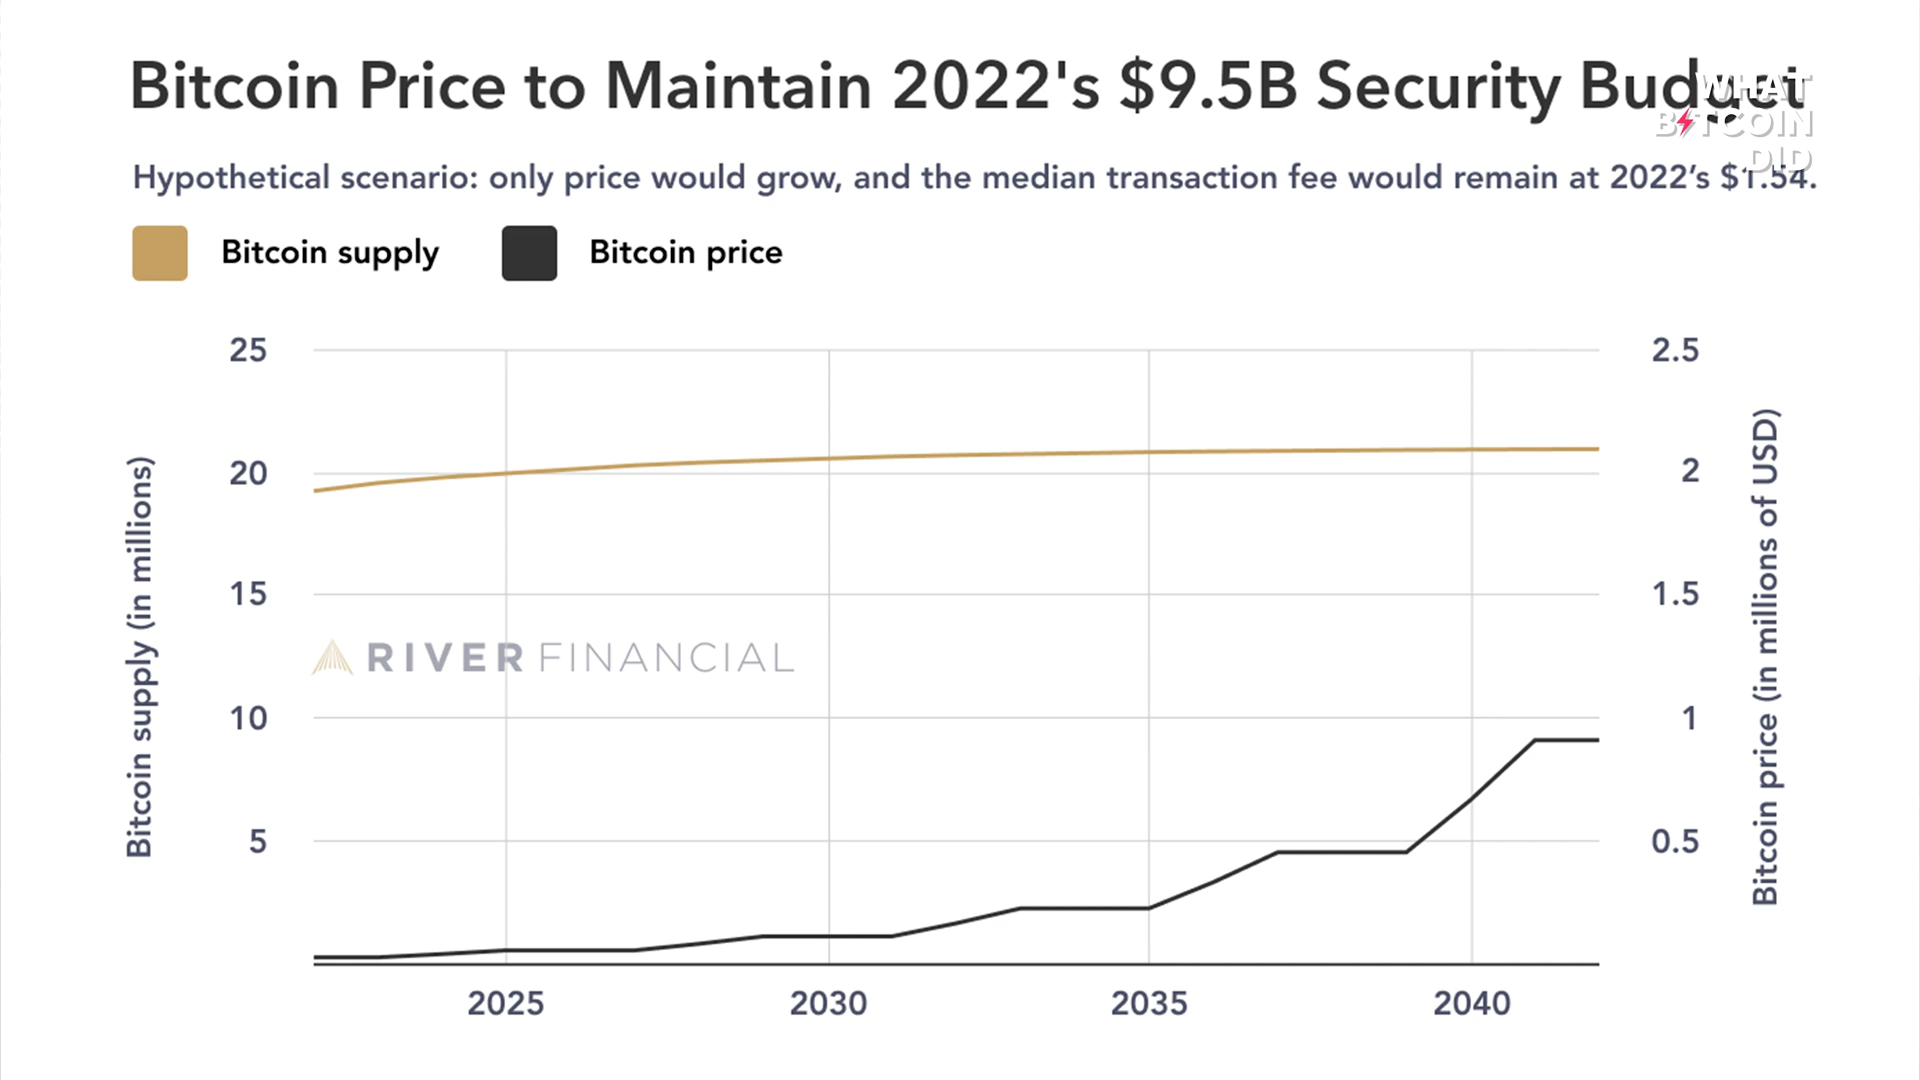 Bitcoin Price to Maintain 2022's $9.5B Security Budget
WHAT
BITCOIN
DID
Hypothetical scenario: only price would grow, and the median transaction fee would remain at 2022’s $1.54.
Bitcoin supply
Bitcoin price
25
20
15
10
5
2.5
2
1.5
1
0.5
Bitcoin supply (in millions)
Bitcoin price (in millions of USD)
RIVER FINANCIAL
2025
2030
2035
2040